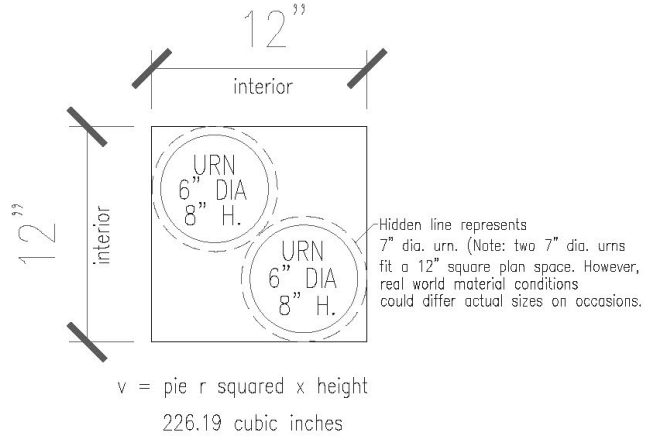 12"
interior
12"
interior
URN
6" DIA
8" H.
URN
6" DIA
8" H.
Hidden line represents
7" dia. urn. (Note: two 7" dia. urns
fit a 12" square plan space. However,
real world material conditions
could differ actual sizes on occasions.
v = pie r squared x height
226.19 cubic inches